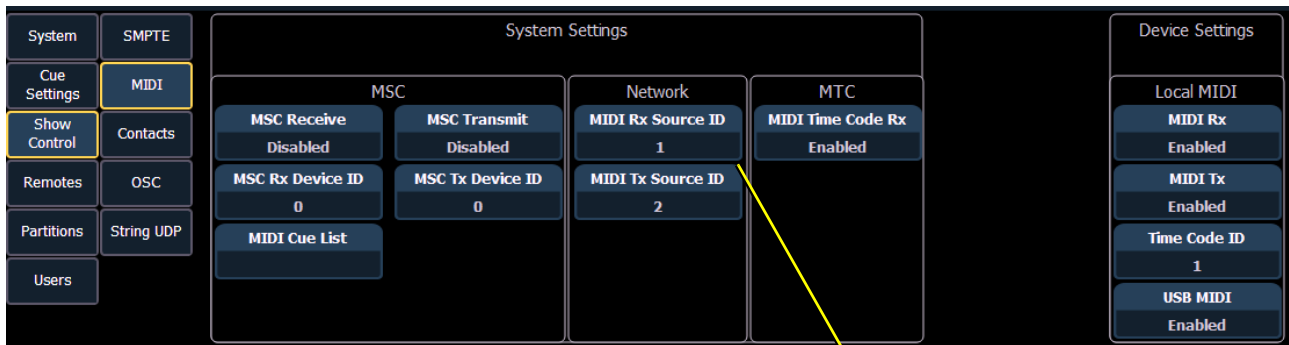 System
SMPTE
Cue
Settings
MIDI
Show
Control
Contacts
Remotes
OSC
Partitions
String UDP
Users
System Settings
MSC
MSC Receive
Disabled
MSC Transmit
Disabled
MSC Rx Device ID
0
MSC Tx Device ID
0
MIDI Cue List
Network
MIDI Rx Source ID
1
MIDI Tx Source ID
2
MTC
MIDI Time Code Rx
Enabled
Device Settings
Local MIDI
MIDI Rx
Enabled
MIDI Tx
Enabled
Time Code ID
1
USB MIDI
Enabled